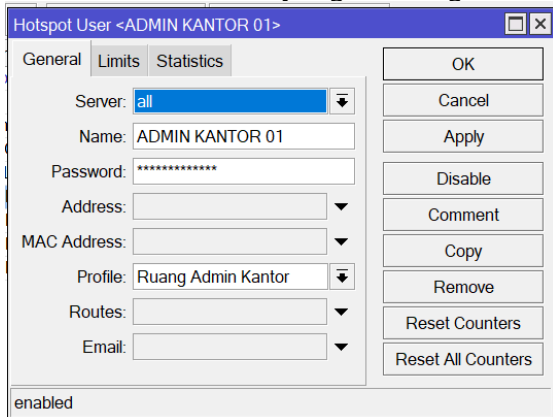 Hotspot User <ADMIN KANTOR 01>
General Limits Statistics
Server: all
Name: ADMIN KANTOR 01
Password: *************
Address:
MAC Address:
Profile: Ruang Admin Kantor
Routes:
Email:
OK
Cancel
Apply
Disable
Comment
Copy
Remove
Reset Counters
Reset All Counters
enabled